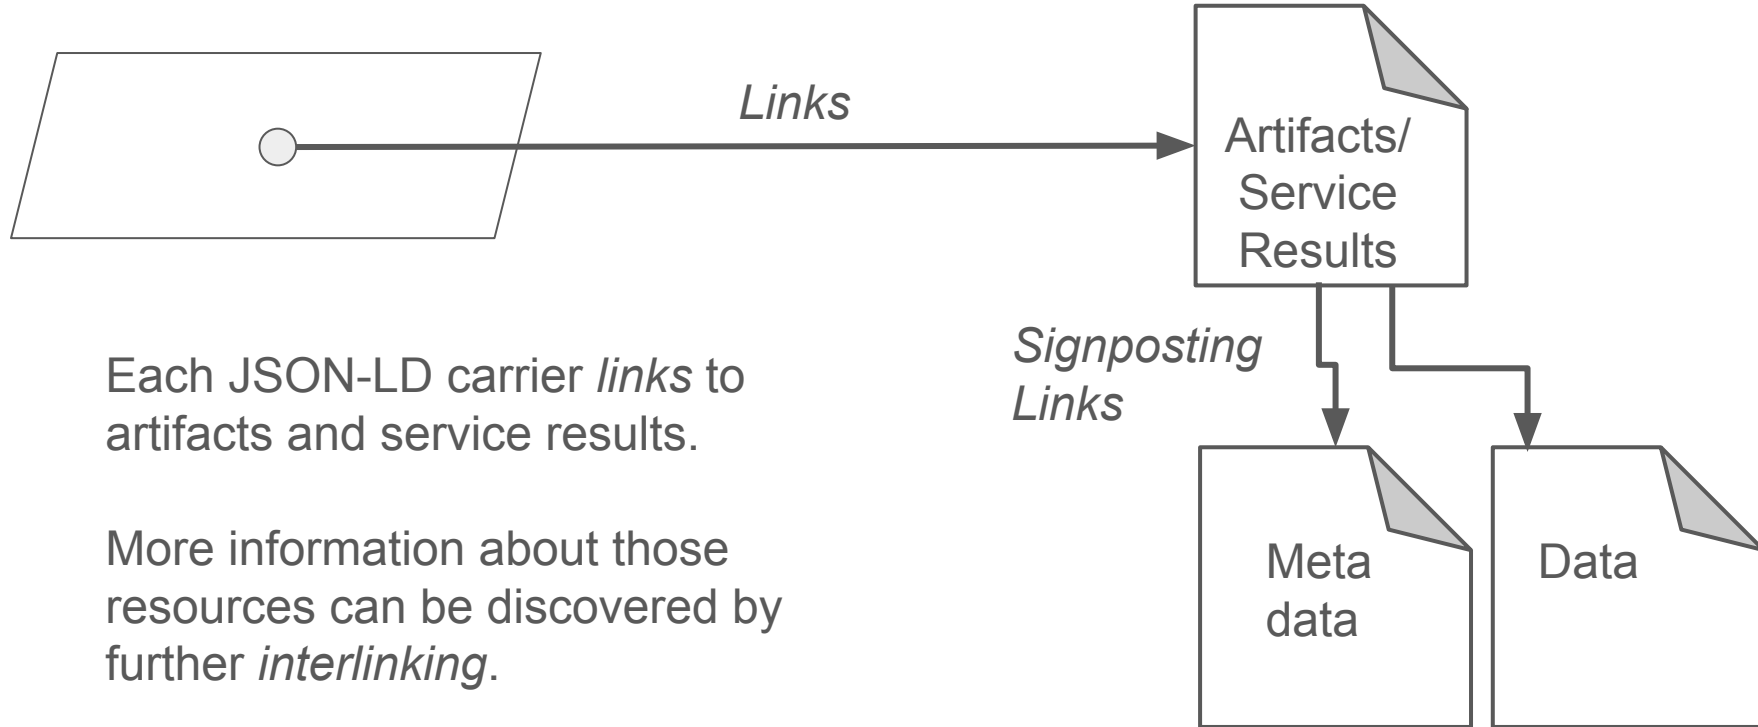 Links
Artifacts/
Service
Results
Signposting
Links
Each JSON-LD carrier links to
artifacts and service results.
More information about those
resources can be discovered by
further interlinking.
Meta
data
Data